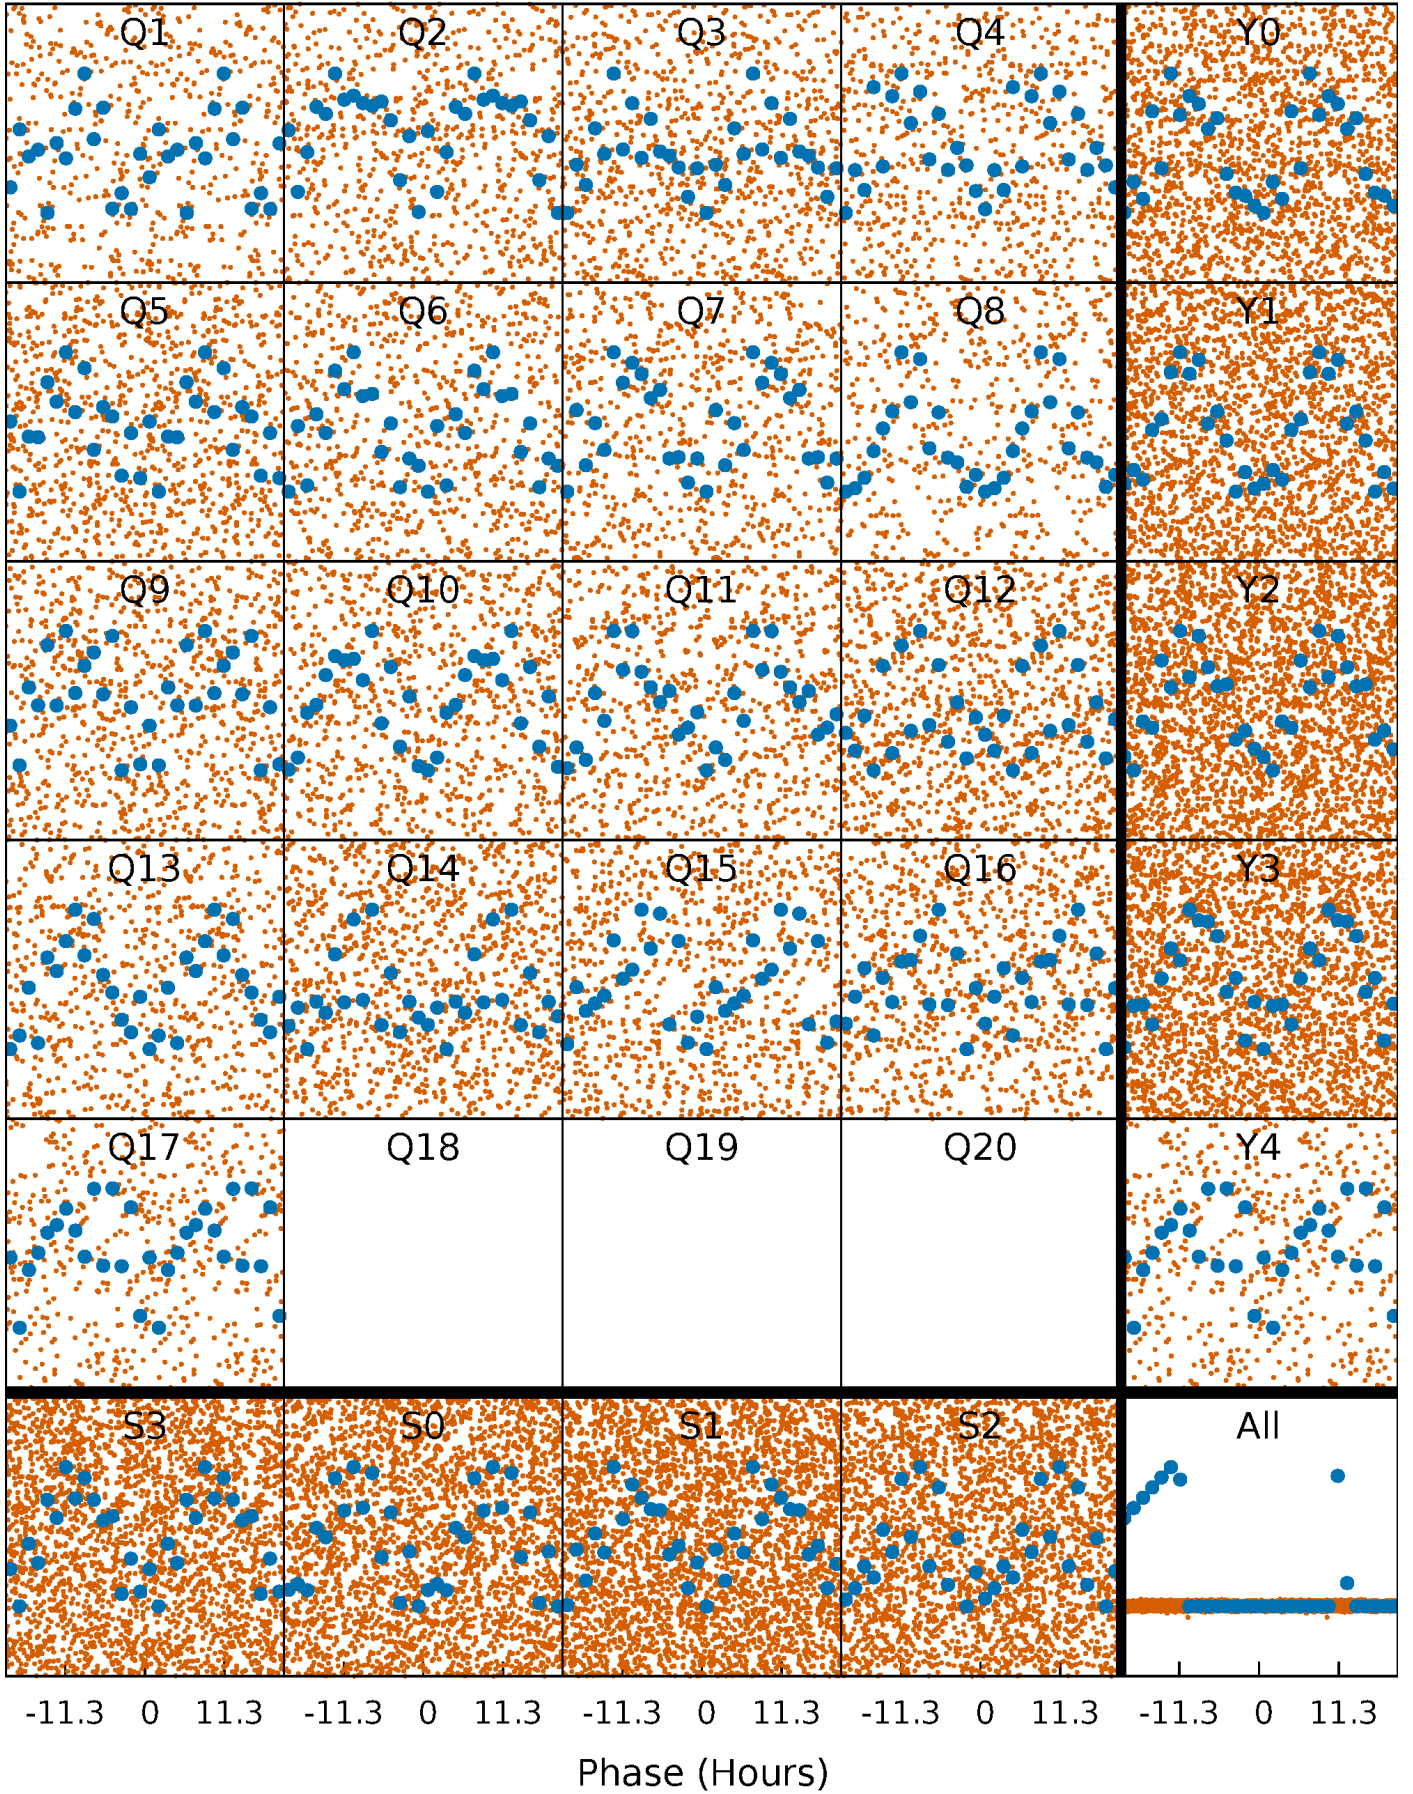 Q1 Q2 Q3 Q4 Y0
Q5 Q6 Q7 Q8 Y1
Q9 Q10 Q11 Q12 Y2
Q13 Q14 Q15 Q16 Y3
Q17 Q18 Q19 Q20 Y4
S3 S0 S1 S2 All
-11.3 0 11.3 -11.3 0 11.3 -11.3 0 11.3 -11.3 0 11.3 -11.3 0 11.3
Phase (Hours)